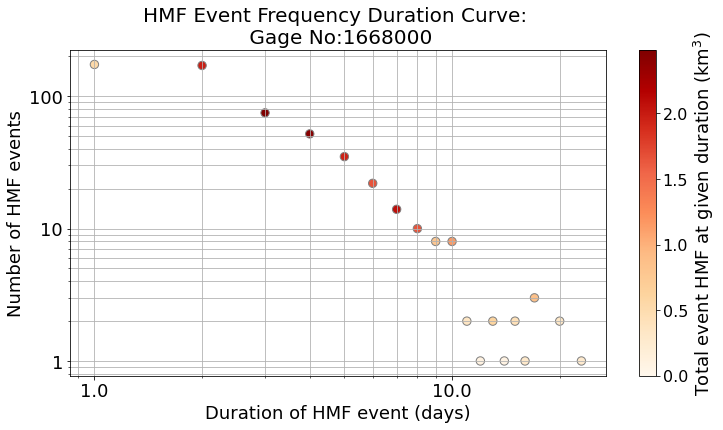 HMF Event Frequency Duration Curve:
Gage No:1668000
Number of HMF events
100
10
1
1.0
10.0
Duration of HMF event (days)
2.0
1.5
1.0
0.5
0.0
Total event HMF at given duration (km³)